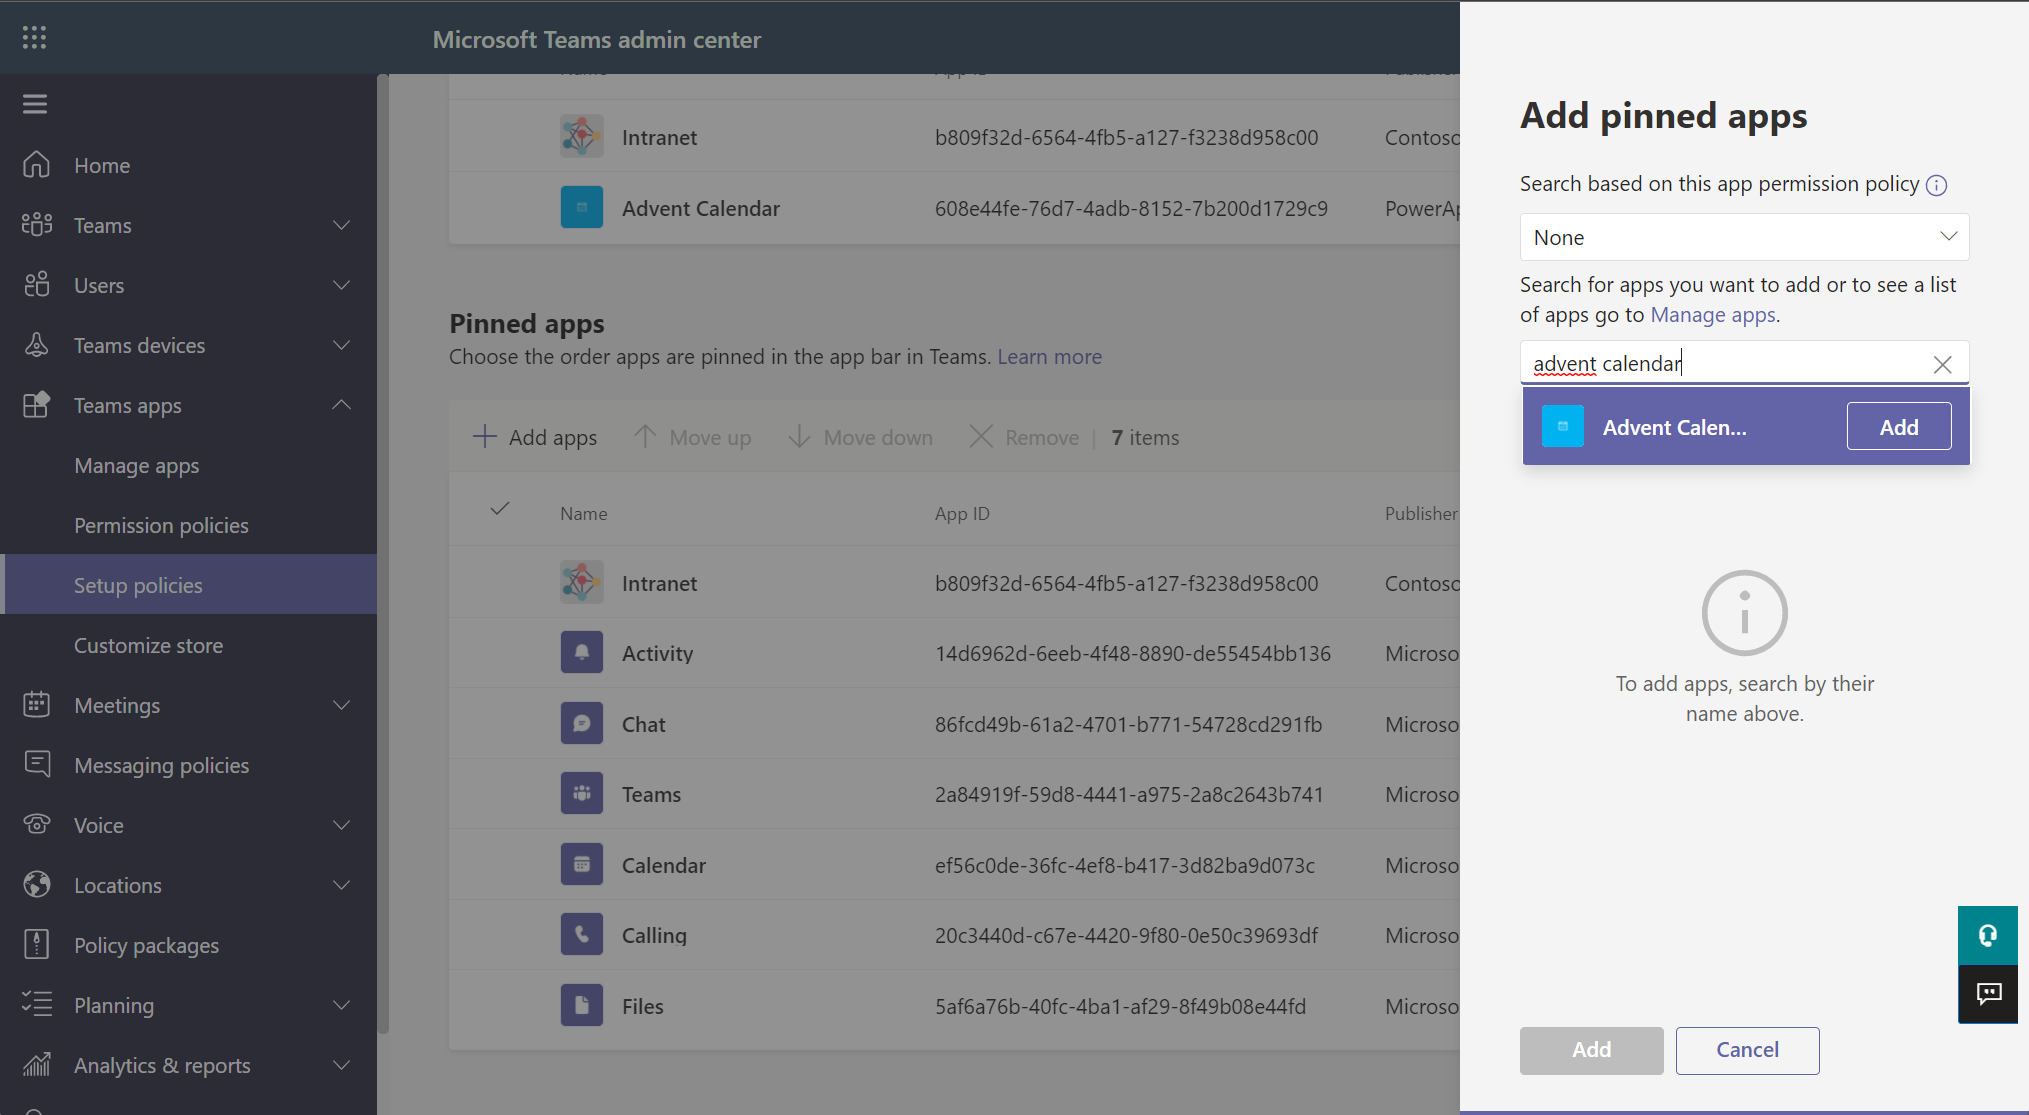 Microsoft Teams admin center
Home
Teams
Users
Teams devices
Teams apps
Manage apps
Permission policies
Setup policies
Customize store
Meetings
Messaging policies
Voice
Locations
Policy packages
Planning
Analytics & reports
Intranet b809f32d-6564-4fb5-a127-f3238d958c00 Contoso
Advent Calendar 608e44fe-76d7-4adb-8152-7b200d1729c9 PowerAp
Pinned apps
Choose the order apps are pinned in the app bar in Teams. Learn more
Add apps Move up Move down Remove | 7 items
Name App ID Publisher
Intranet b809f32d-6564-4fb5-a127-f3238d958c00 Contoso
Activity 14d6962d-6eeb-4f48-8890-de55454bb136 Microso
Chat 86fcd49b-61a2-4701-b771-54728cd291fb Microso
Teams 2a84919f-59d8-4441-a975-2a8c2643b741 Microso
Calendar ef56c0de-36fc-4ef8-b417-3d82ba9d073c Microso
Calling 20c3440d-c67e-4420-9f80-0e50c39693df Microso
Files 5af6a76b-40fc-4ba1-af29-8f49b08e44fd Microso
Add pinned apps
Search based on this app permission policy
None
Search for apps you want to add or to see a list
of apps go to Manage apps.
advent calendar
Advent Calen... Add
To add apps, search by their
name above.
Add Cancel